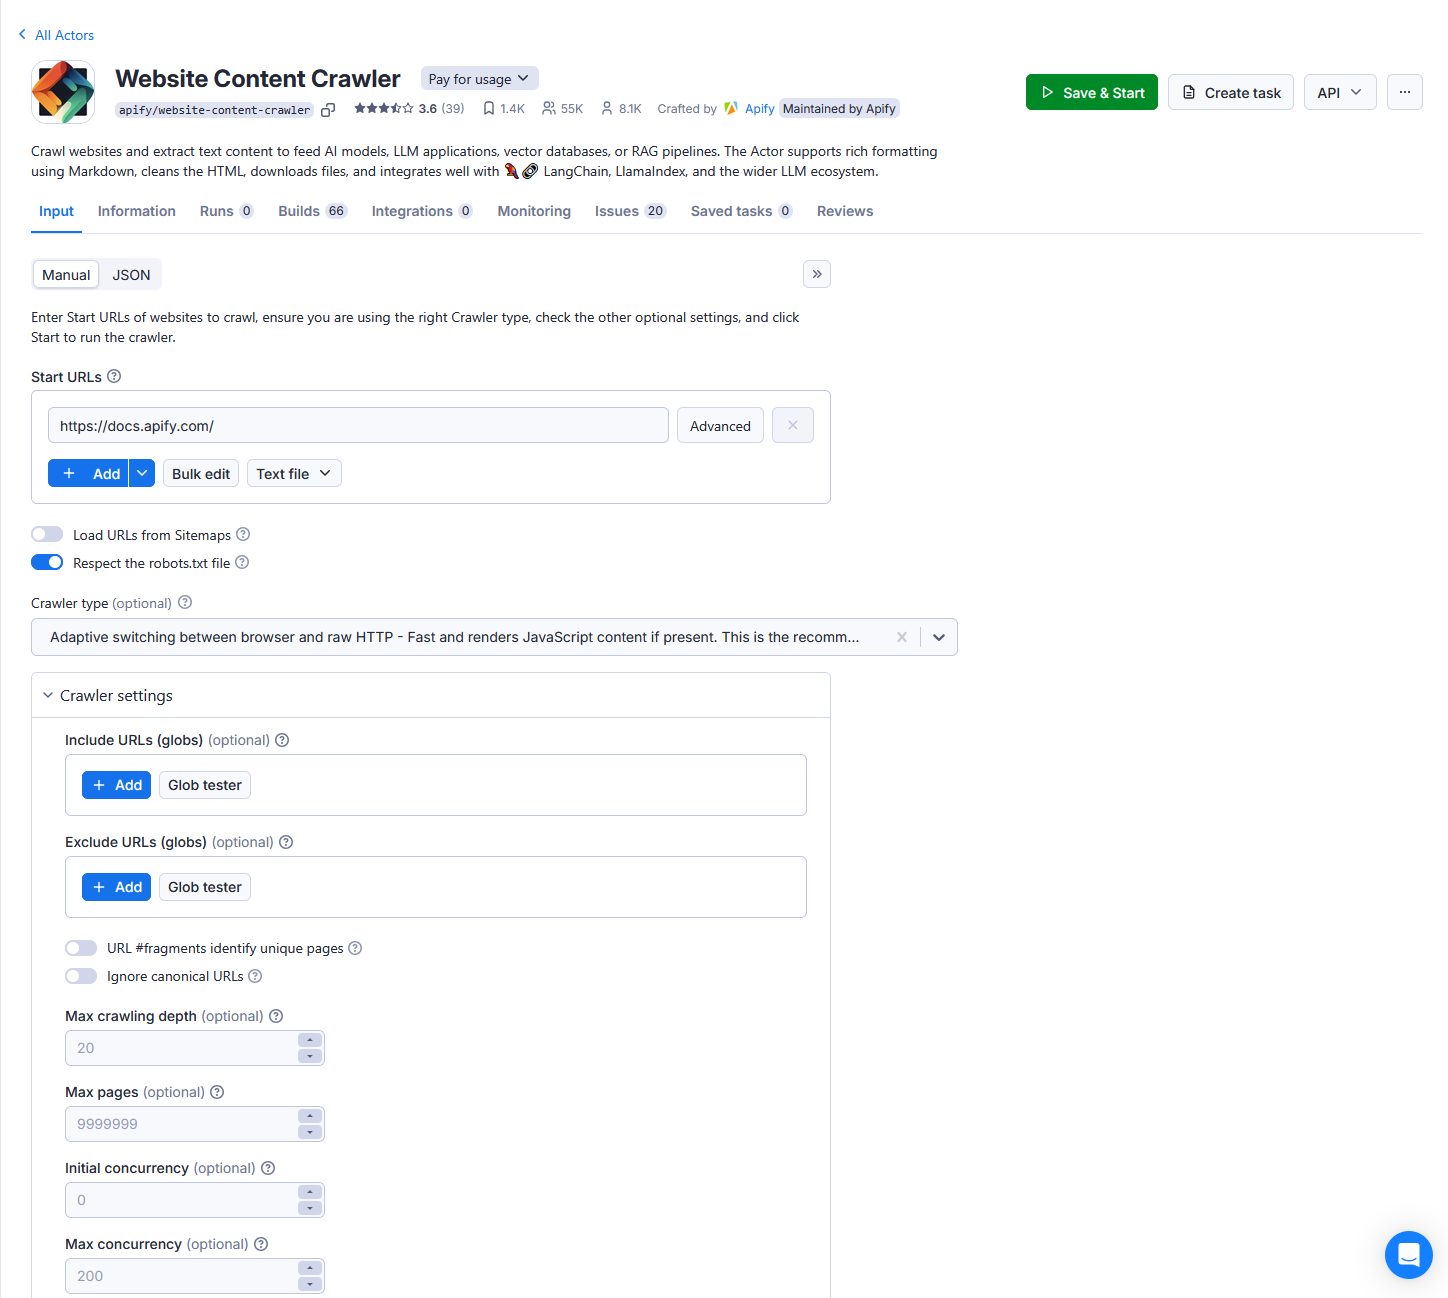 All Actors
Website Content Crawler
Pay for usage
apify/website-content-crawler
3.6 (39)
1.4K
55K
8.1K
Crafted by Apify
Maintained by Apify
Save & Start
Create task
API
Crawl websites and extract text content to feed AI models, LLM applications, vector databases, or RAG pipelines. The Actor supports rich formatting
using Markdown, cleans the HTML, downloads files, and integrates well with 🦜🔗 LangChain, LlamaIndex, and the wider LLM ecosystem.
Input
Information
Runs 0
Builds 66
Integrations 0
Monitoring
Issues 20
Saved tasks 0
Reviews
Manual
JSON
Enter Start URLs of websites to crawl, ensure you are using the right Crawler type, check the other optional settings, and click
Start to run the crawler.
Start URLs
https://docs.apify.com/
Advanced
+ Add
Bulk edit
Text file
Load URLs from Sitemaps
Respect the robots.txt file
Crawler type (optional)
Adaptive switching between browser and raw HTTP - Fast and renders JavaScript content if present. This is the recomm...
Crawler settings
Include URLs (globs) (optional)
+ Add
Glob tester
Exclude URLs (globs) (optional)
+ Add
Glob tester
URL #fragments identify unique pages
Ignore canonical URLs
Max crawling depth (optional)
20
Max pages (optional)
9999999
Initial concurrency (optional)
0
Max concurrency (optional)
200